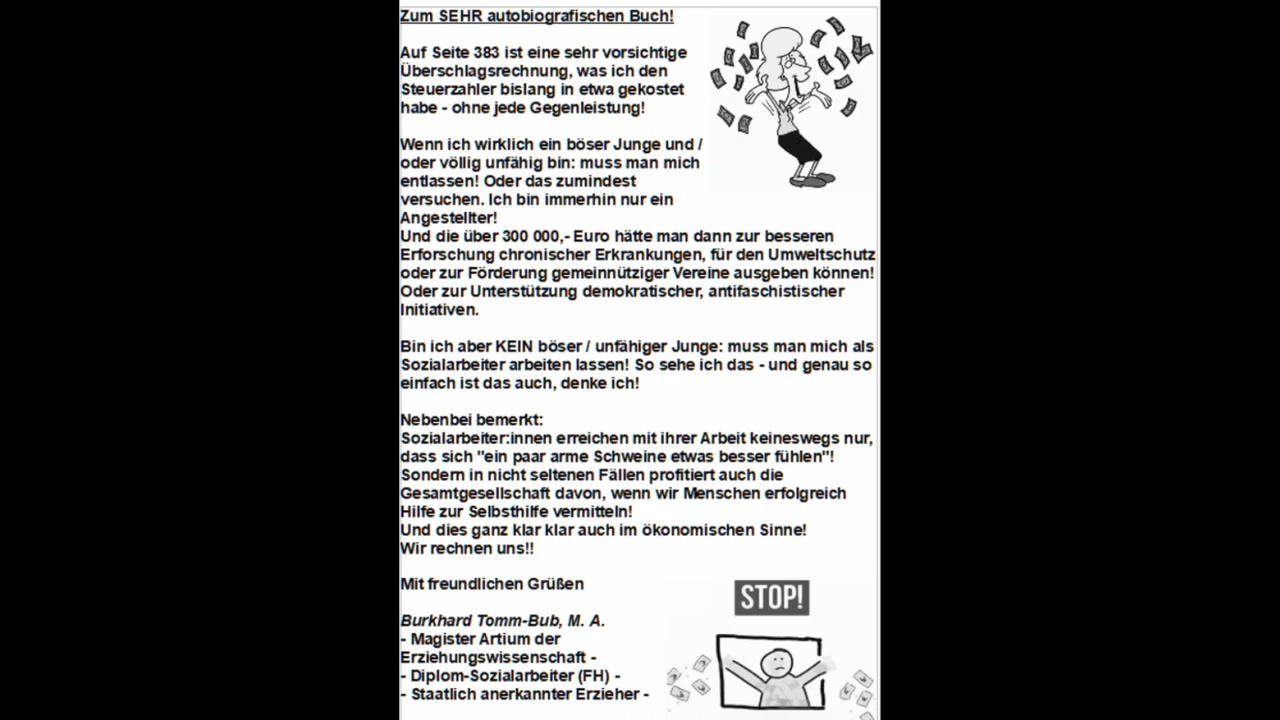 Zum SEHR autobiografischen Buch!
Auf Seite 383 ist eine sehr vorsichtige
Überschlagsrechnung, was ich den
Steuerzahler bislang in etwa gekostet
habe - ohne jede Gegenleistung!
Wenn ich wirklich ein böser Junge und /
oder völlig unfähig bin: muss man mich
entlassen! Oder das zumindest
versuchen. Ich bin immerhin nur ein
Angestellter!
Und die über 300 000,- Euro hätte man dann zur besseren
Erforschung chronischer Erkrankungen, für den Umweltschutz
oder zur Förderung gemeinnütziger Vereine ausgeben können!
Oder zur Unterstützung demokratischer, antifaschistischer
Initiativen.
Bin ich aber KEIN böser / unfähiger Junge: muss man mich als
Sozialarbeiter arbeiten lassen! So sehe ich das - und genau so
einfach ist das auch, denke ich!
Nebenbei bemerkt:
Sozialarbeiter:innen erreichen mit ihrer Arbeit keineswegs nur,
dass sich "ein paar arme Schweine etwas besser fühlen"!
Sondern in nicht seltenen Fällen profitiert auch die
Gesamtgesellschaft davon, wenn wir Menschen erfolgreich
Hilfe zur Selbsthilfe vermitteln!
Und dies ganz klar klar auch im ökonomischen Sinne!
Wir rechnen uns!!
Mit freundlichen Grüßen
Burkhard Tomm-Bub, M. A.
- Magister Artium der
Erziehungswissenschaft -
- Diplom-Sozialarbeiter (FH) -
- Staatlich anerkannter Erzieher -
STOP!